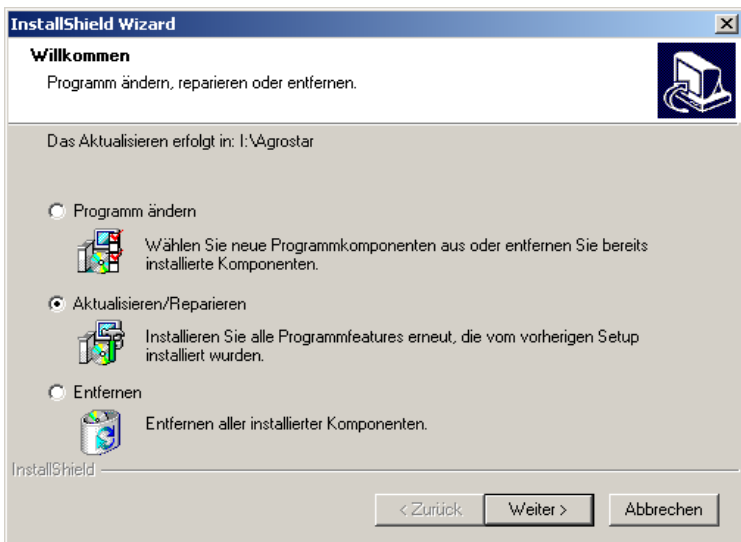 InstallShield Wizard
Willkommen
Programm ändern, reparieren oder entfernen.
Das Aktualisieren erfolgt in: I:\Agrostar
Programm ändern
Wählen Sie neue Programmkomponenten aus oder entfernen Sie bereits
installierte Komponenten.
Aktualisieren/Reparieren
Installieren Sie alle Programmfeatures erneut, die vom vorherigen Setup
installiert wurden.
Entfernen
Entfernen aller installierter Komponenten.
InstallShield
< Zurück
Weiter >
Abbrechen